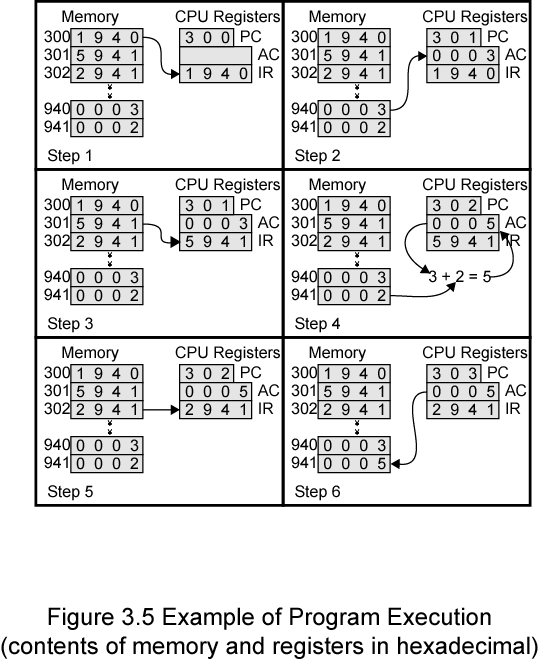 Memory CPU Registers
300 1 9 4 0 3 0 0 PC
301 5 9 4 1 AC
302 2 9 4 1 1 9 4 0 IR
940 0 0 0 3
941 0 0 0 2
Step 1
Memory CPU Registers
300 1 9 4 0 3 0 1 PC
301 5 9 4 1 0 0 0 3 AC
302 2 9 4 1 1 9 4 0 IR
940 0 0 0 3
941 0 0 0 2
Step 2
Memory CPU Registers
300 1 9 4 0 3 0 1 PC
301 5 9 4 1 0 0 0 3 AC
302 2 9 4 1 5 9 4 1 IR
940 0 0 0 3
941 0 0 0 2
Step 3
Memory CPU Registers
300 1 9 4 0 3 0 2 PC
301 5 9 4 1 0 0 0 5 AC
302 2 9 4 1 5 9 4 1 IR
940 0 0 0 3 3 + 2 = 5
941 0 0 0 2
Step 4
Memory CPU Registers
300 1 9 4 0 3 0 2 PC
301 5 9 4 1 0 0 0 5 AC
302 2 9 4 1 2 9 4 1 IR
940 0 0 0 3
941 0 0 0 2
Step 5
Memory CPU Registers
300 1 9 4 0 3 0 3 PC
301 5 9 4 1 0 0 0 5 AC
302 2 9 4 1 2 9 4 1 IR
940 0 0 0 3
941 0 0 0 5
Step 6
Figure 3.5 Example of Program Execution
(contents of memory and registers in hexadecimal)